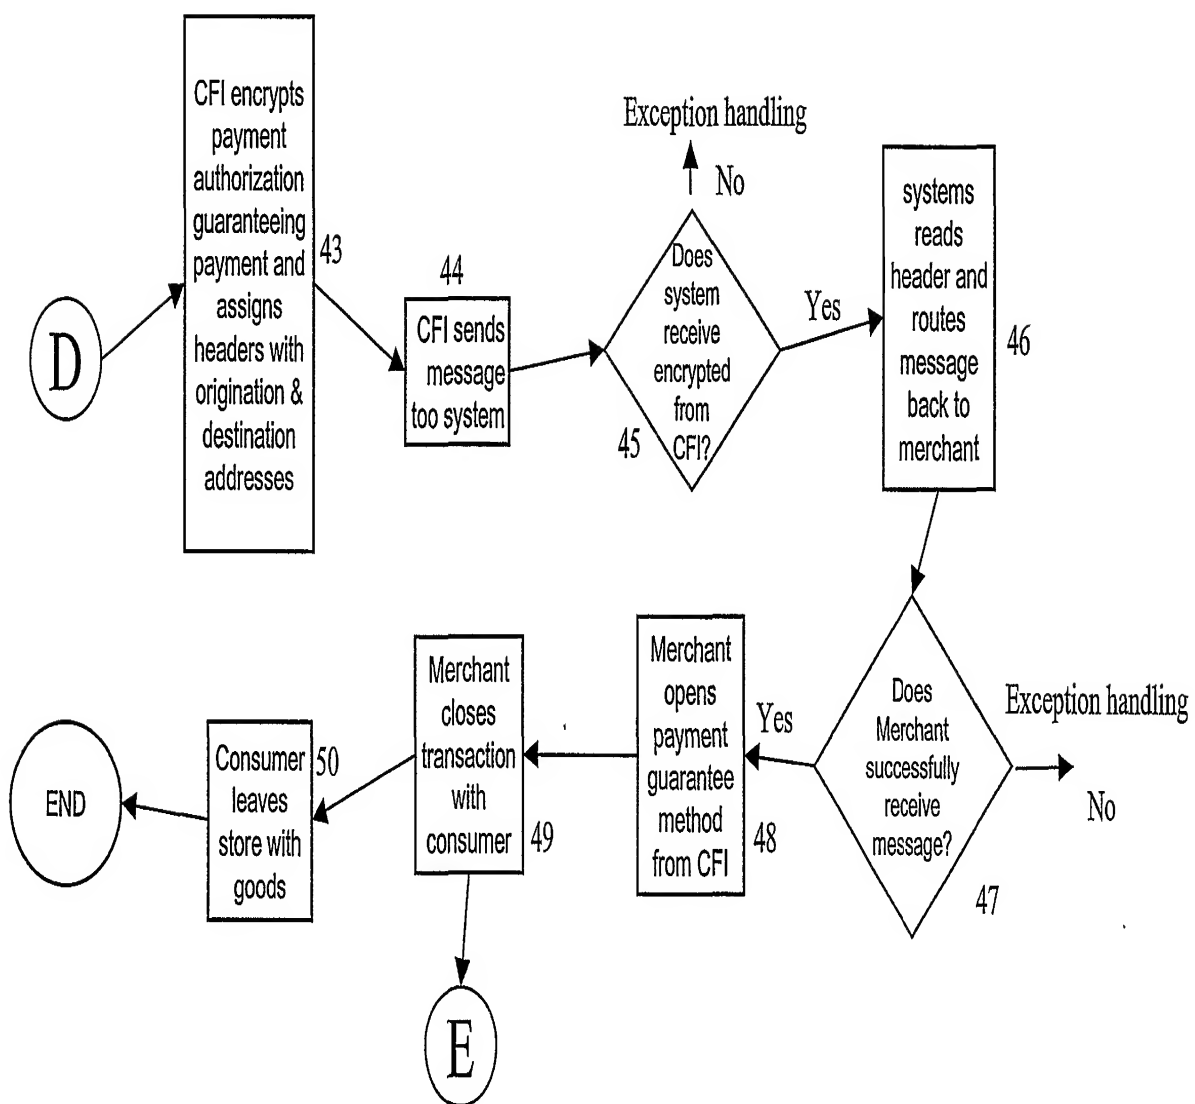 D
CFI encrypts
payment
authorization
guaranteeing
payment and
assigns
headers with
origination &
destination
addresses
43
44
CFI sends
message
too system
Exception handling
No
Does
system
receive
encrypted
from
CFI?
45
Yes
systems
reads
header and
routes
message
back to
merchant
46
Does
Merchant
successfully
receive
message?
47
Exception handling
No
Yes
Merchant
opens
payment
guarantee
method
from CFI
48
Merchant
closes
transaction
with
consumer
49
E
Consumer
leaves
store with
goods
50
END